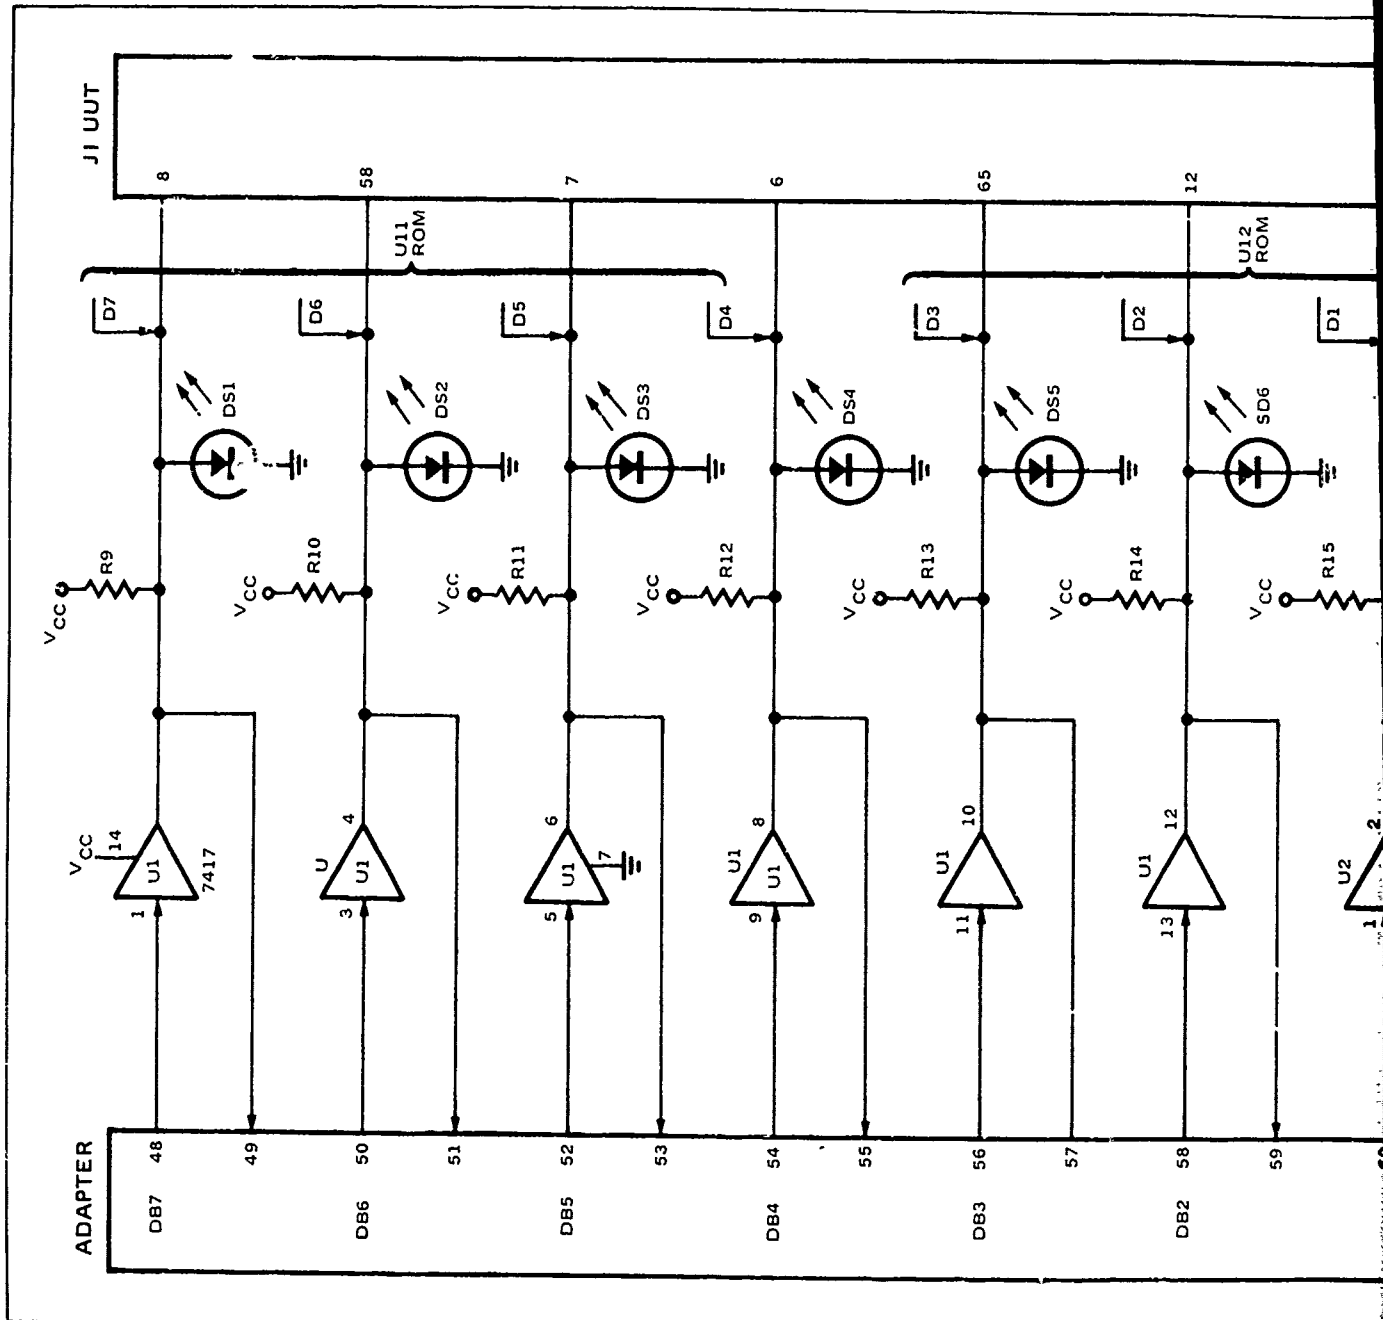 ADAPTER
J1 UUT
DB7
48
1
VCC
14
U1
7417
49
VCC
R9
DS1
D7
8
U11
ROM
DB6
50
3
U
U1
4
51
VCC
R10
DS2
D6
58
DB5
52
5
U1
6
7
53
VCC
R11
DS3
D5
7
DB4
54
9
U1
U1
8
55
VCC
R12
DS4
D4
6
DB3
56
11
U1
10
57
VCC
R13
DS5
D3
65
U12
ROM
DB2
58
13
U1
12
59
VCC
R14
SD6
D2
12
1
U2
2
VCC
R15
D1